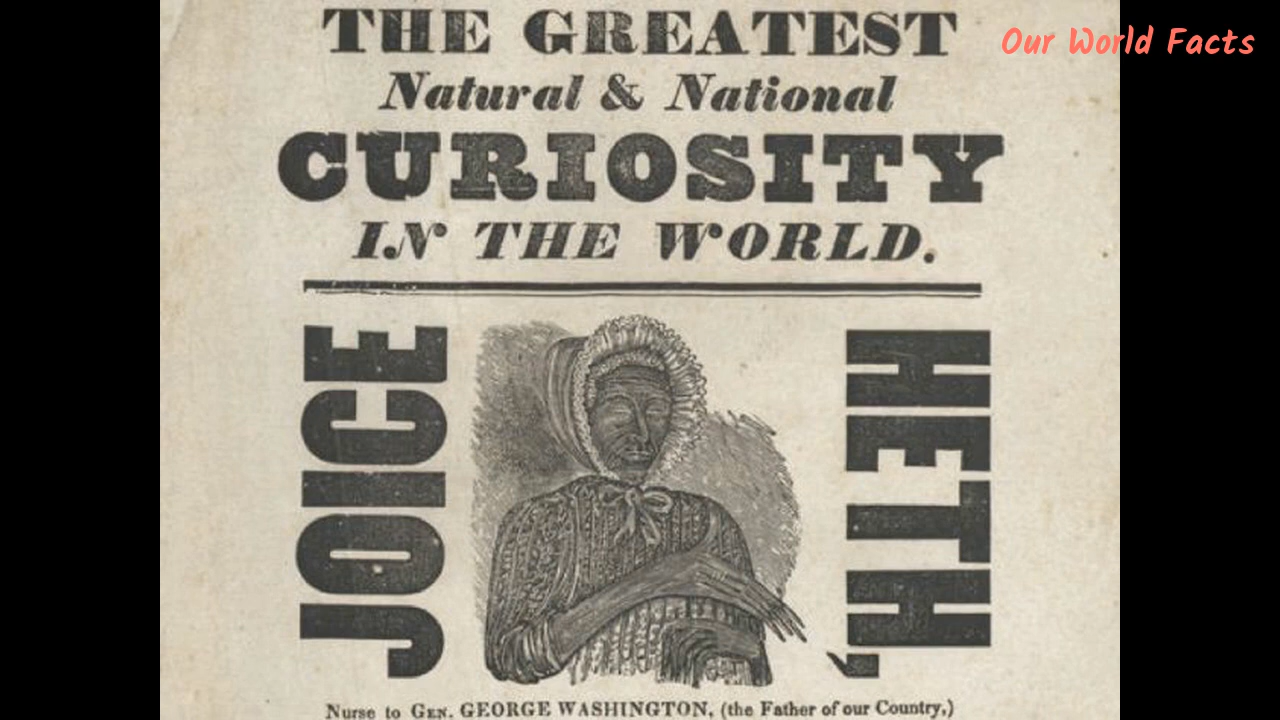 THE GREATEST
Our World Facts
Natural & National
CURIOSITY
IN THE WORLD.
JOICE
HETH,
Nurse to GEN. GEORGE WASHINGTON, (the Father of our Country,)